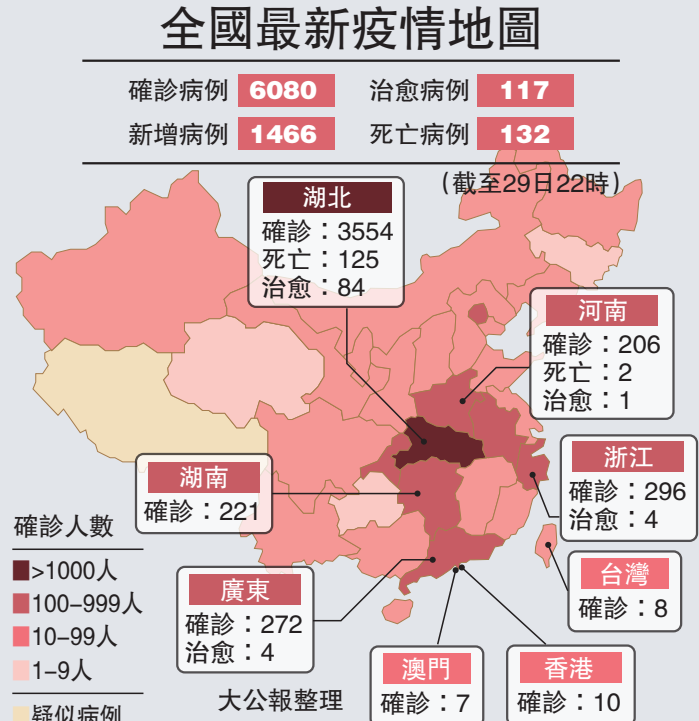 全國最新疫情地圖
確診病例 6080 治愈病例 117
新增病例 1466 死亡病例 132
(截至29日22時)
湖北
確診：3554
死亡：125
治愈：84
河南
確診：206
死亡：2
治愈：1
浙江
確診：296
治愈：4
湖南
確診：221
台灣
確診：8
廣東
確診：272
治愈：4
澳門
確診：7
香港
確診：10
確診人數
>1000人
100–999人
10–99人
1–9人
疑似病例
大公報整理